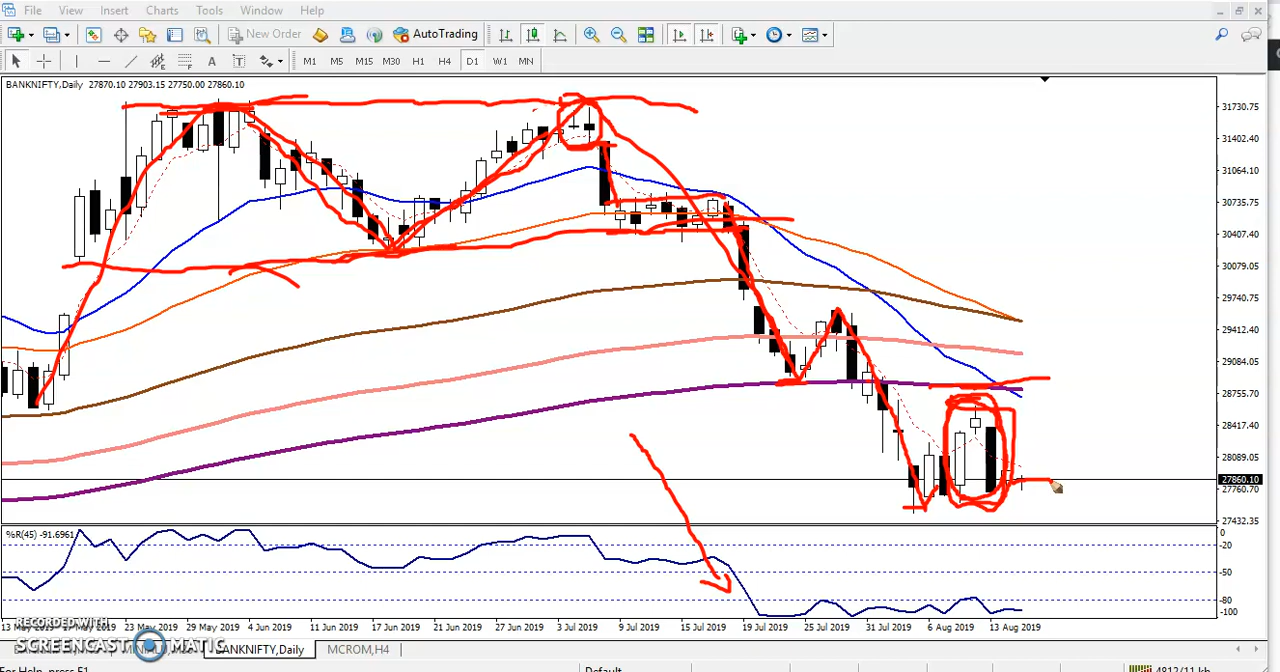 File View Insert Charts Tools Window Help
New Order AutoTrading
A T M1 M5 M15 M30 H1 H4 D1 W1 MN
BANKNIFTY,Daily 27870.10 27903.15 27750.00 27860.10
31730.75
31402.40
31064.10
30735.75
30407.40
30079.05
29740.75
29412.40
29084.05
28755.70
28417.40
28089.05
27860.10
27760.70
27432.35
%R(45) -91.6961
0
-20
-50
-80
-100
13 May 2019 17 May 2019 23 May 2019 29 May 2019 4 Jun 2019 11 Jun 2019 17 Jun 2019 21 Jun 2019 27 Jun 2019 3 Jul 2019 9 Jul 2019 15 Jul 2019 19 Jul 2019 25 Jul 2019 31 Jul 2019 6 Aug 2019 13 Aug 2019
RECORDED WITH
SCREENCAST MATIC
BANKNIFTY,Daily MCROM,H4
For Help, press F1 Default 4812/11 kb